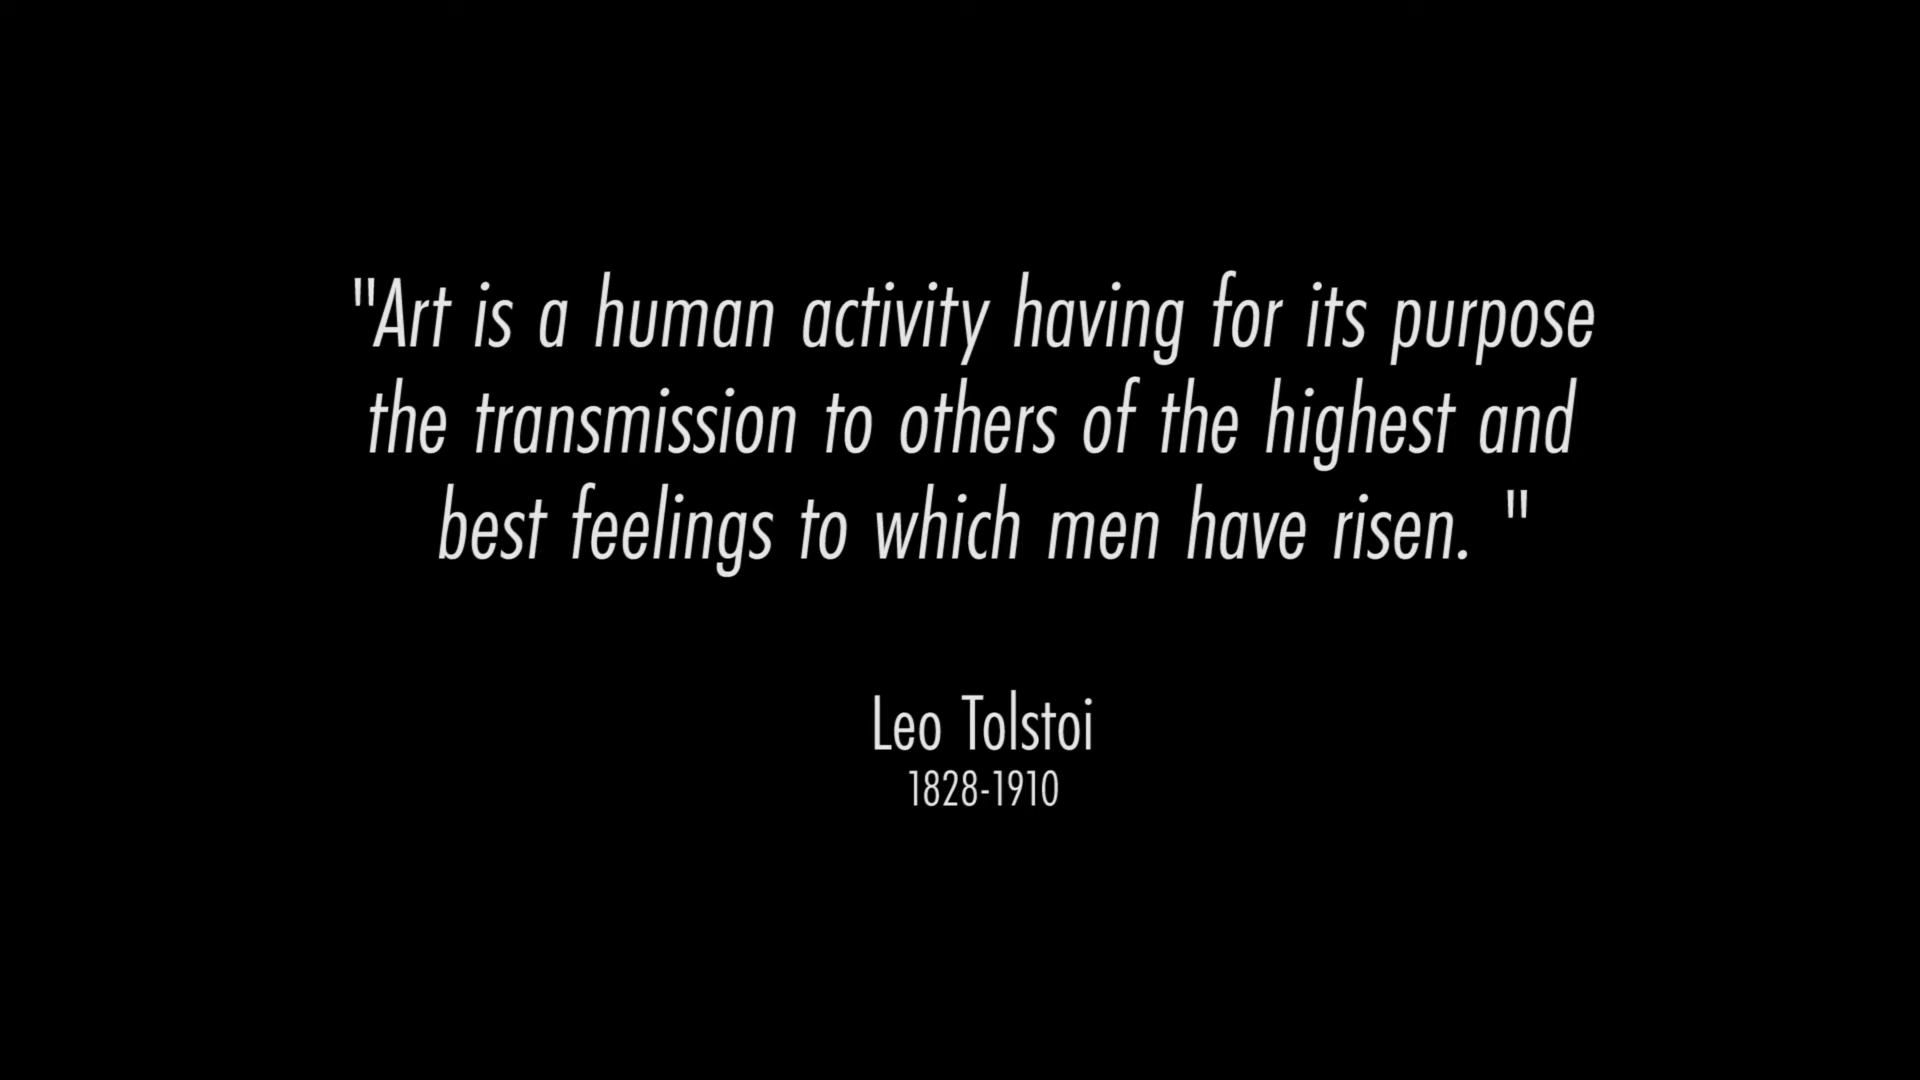 "Art is a human activity having for its purpose
the transmission to others of the highest and
best feelings to which men have risen. "
Leo Tolstoi
1828-1910